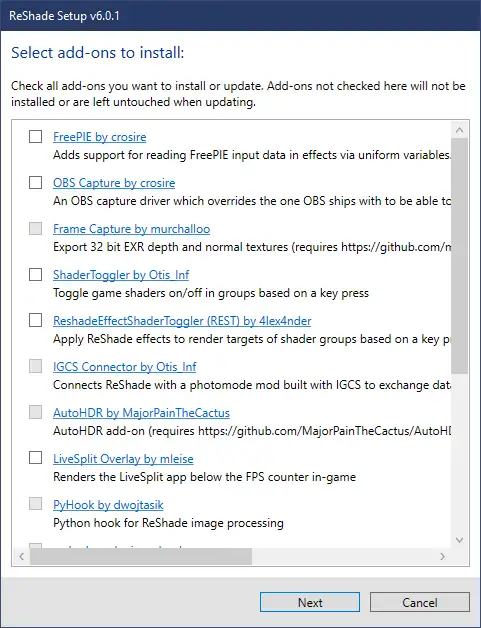 ReShade Setup v6.0.1
Select add-ons to install:
Check all add-ons you want to install or update. Add-ons not checked here will not be
installed or are left untouched when updating.
FreePIE by crosire
Adds support for reading FreePIE input data in effects via uniform variables.
OBS Capture by crosire
An OBS capture driver which overrides the one OBS ships with to be able to
Frame Capture by murchalloo
Export 32 bit EXR depth and normal textures (requires https://github.com/m
ShaderToggler by Otis_Inf
Toggle game shaders on/off in groups based on a key press
ReshadeEffectShaderToggler (REST) by 4lex4nder
Apply ReShade effects to render targets of shader groups based on a key p
IGCS Connector by Otis_Inf
Connects ReShade with a photomode mod built with IGCS to exchange dat
AutoHDR by MajorPainTheCactus
AutoHDR add-on (requires https://github.com/MajorPainTheCactus/AutoHD
LiveSplit Overlay by mleise
Renders the LiveSplit app below the FPS counter in-game
PyHook by dwojtasik
Python hook for ReShade image processing
Next
Cancel